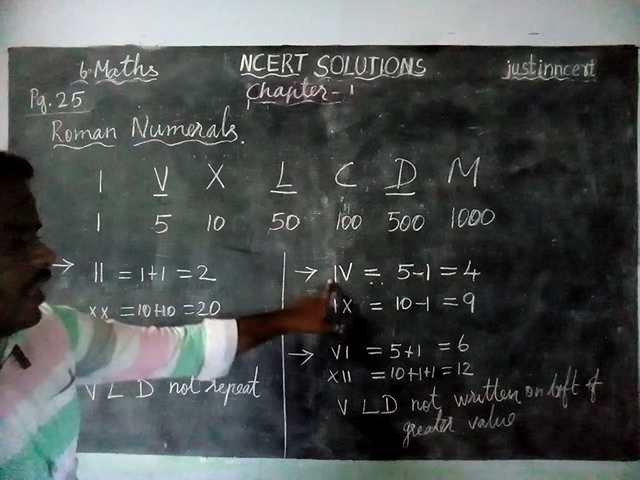 6-Maths NCERT SOLUTIONS justinncert
Pg.25 Chapter-1
Roman Numerals.
I V X L C D M
1 5 10 50 100 500 1000
→ II = 1+1 = 2
XX = 10+10 = 20
V L D not repeat
→ IV = 5-1 = 4
IX = 10-1 = 9
→ VI = 5+1 = 6
XII = 10+1+1 = 12
V L D not written on left of
greater value